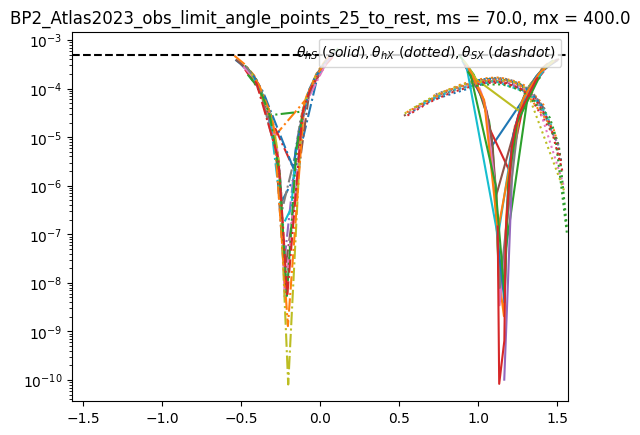 BP2_Atlas2023_obs_limit_angle_points_25_to_rest, ms = 70.0, mx = 400.0
θhS (solid), θhX (dotted), θSX (dashdot)
10⁻³
10⁻⁴
10⁻⁵
10⁻⁶
10⁻⁷
10⁻⁸
10⁻⁹
10⁻¹⁰
−1.5 −1.0 −0.5 0.0 0.5 1.0 1.5